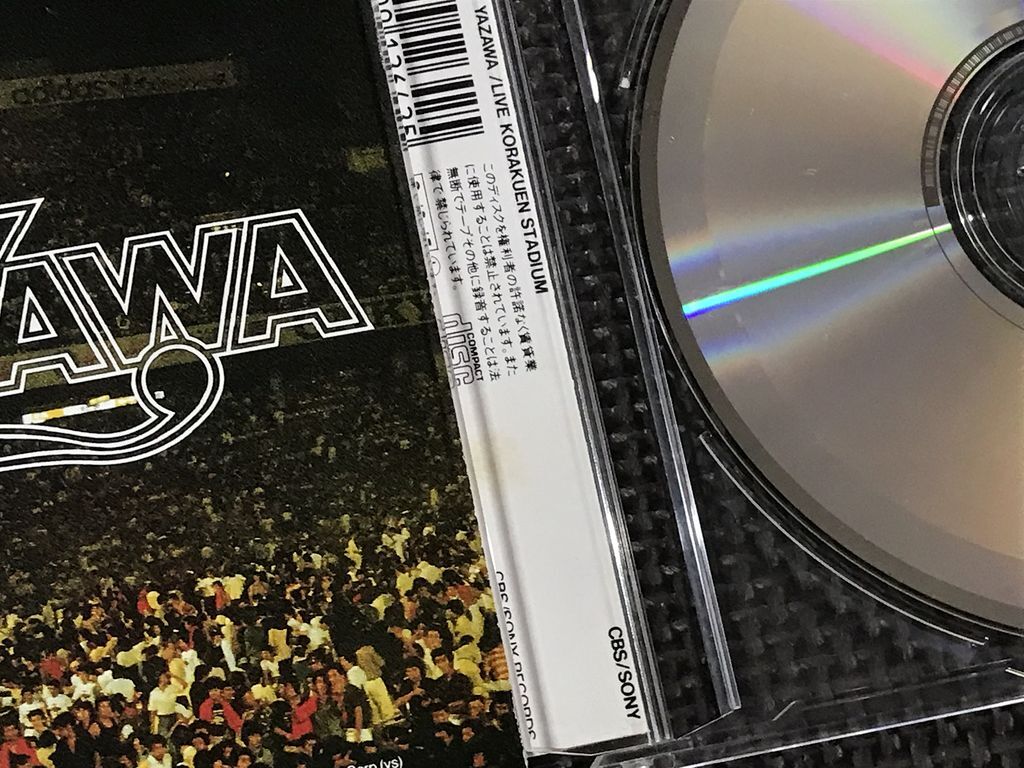 adidas
AWA
YAZAWA /LIVE KORAKUEN STADIUM
このディスクを権利者の許諾なく賃貸業
に使用することは禁止されています。また
無断でテープその他に録音することは法
律で禁じられています。
COMPACT
disc
CBS/SONY
CBS/SONY RECORDS
(vs)